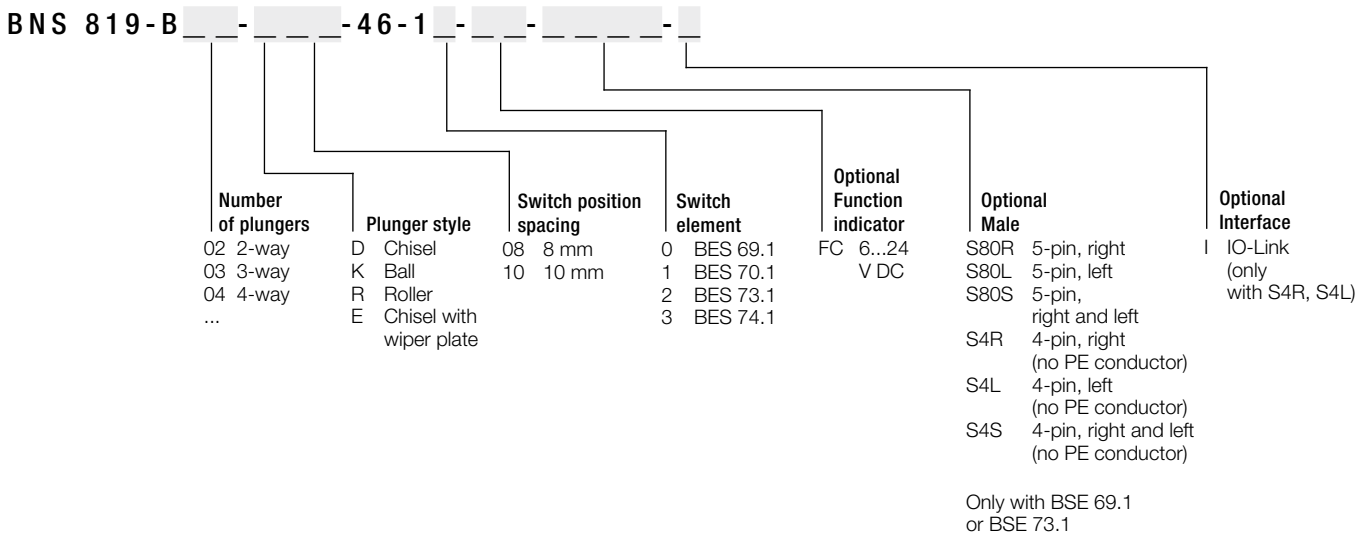 BNS 819-B_ _-_ _ _-46-1_-_ _-_ _ _ _-_
Number
of plungers
02 2-way
03 3-way
04 4-way
...
Plunger style
D Chisel
K Ball
R Roller
E Chisel with
wiper plate
Switch position
spacing
08 8 mm
10 10 mm
Switch
element
0 BES 69.1
1 BES 70.1
2 BES 73.1
3 BES 74.1
Optional
Function
indicator
FC 6...24
V DC
Optional
Male
S80R 5-pin, right
S80L 5-pin, left
S80S 5-pin,
right and left
S4R 4-pin, right
(no PE conductor)
S4L 4-pin, left
(no PE conductor)
S4S 4-pin, right and left
(no PE conductor)
Only with BSE 69.1
or BSE 73.1
Optional
Interface
I IO-Link
(only
with S4R, S4L)